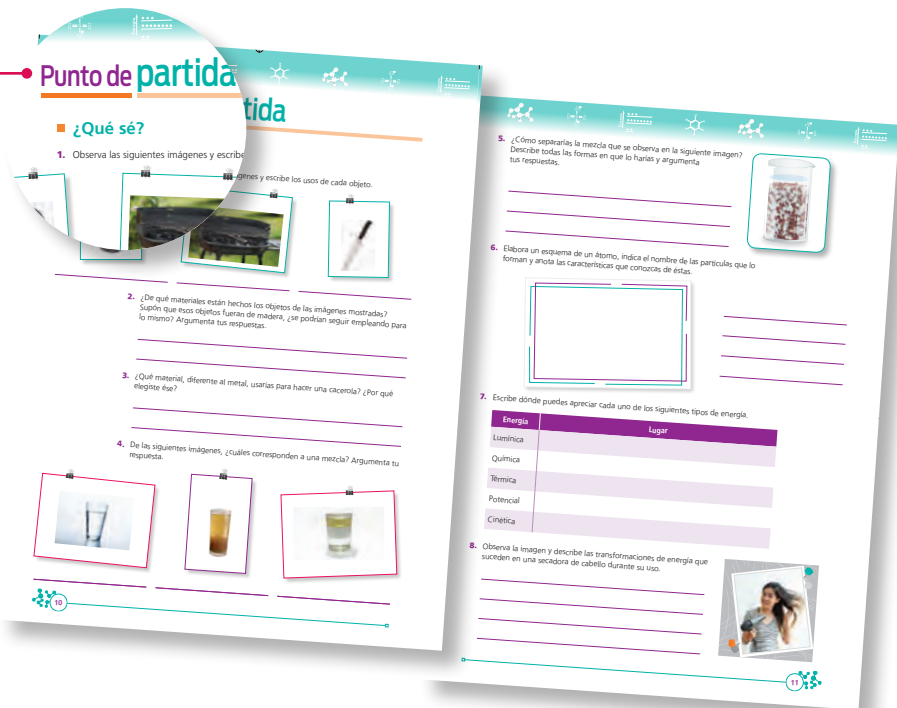 Punto de partida
¿Qué sé?
1. Observa las siguientes imágenes y escribe
tida
genes y escribe los usos de cada objeto.
2. ¿De qué materiales están hechos los objetos de las imágenes mostradas?
Supón que esos objetos fueran de madera, ¿se podrían seguir empleando para
lo mismo? Argumenta tus respuestas.
3. ¿Qué material, diferente al metal, usarías para hacer una cacerola? ¿Por qué
elegiste ése?
4. De las siguientes imágenes, ¿cuáles corresponden a una mezcla? Argumenta tu
respuesta.
10
5. ¿Cómo separarías la mezcla que se observa en la siguiente imagen?
Describe todas las formas en que lo harías y argumenta
tus respuestas.
6. Elabora un esquema de un átomo, indica el nombre de las partículas que lo
forman y anota las características que conozcas de éstas.
7. Escribe dónde puedes apreciar cada uno de los siguientes tipos de energía.
Energía Lugar
Lumínica
Química
Térmica
Potencial
Cinética
8. Observa la imagen y describe las transformaciones de energía que
suceden en una secadora de cabello durante su uso.
11